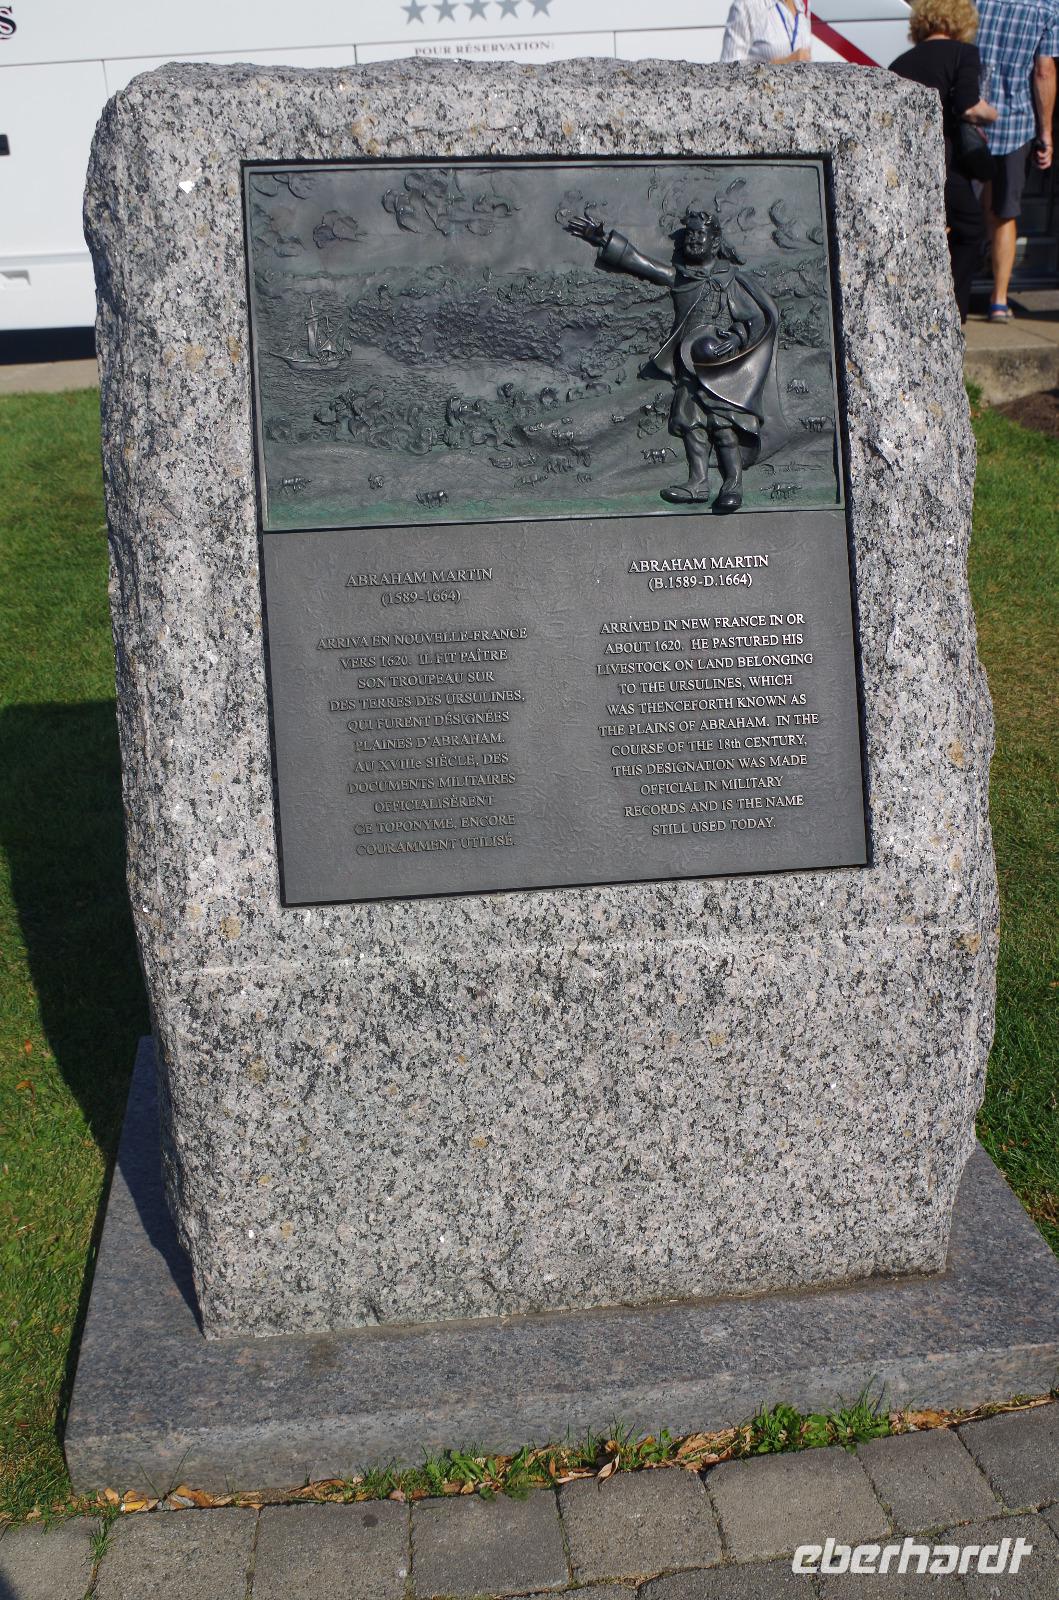 POUR RÉSERVATION:
ABRAHAM MARTIN
(1589-1664)
ARRIVA EN NOUVELLE-FRANCE
VERS 1620. IL FIT PAÎTRE
SON TROUPEAU SUR
DES TERRES DES URSULINES,
QUI FURENT DÉSIGNÉES
PLAINES D'ABRAHAM.
AU XVIIIe SIÈCLE, DES
DOCUMENTS MILITAIRES
OFFICIALISÈRENT
CE TOPONYME, ENCORE
COURAMMENT UTILISÉ.
ABRAHAM MARTIN
(B.1589-D.1664)
ARRIVED IN NEW FRANCE IN OR
ABOUT 1620. HE PASTURED HIS
LIVESTOCK ON LAND BELONGING
TO THE URSULINES, WHICH
WAS THENCEFORTH KNOWN AS
THE PLAINS OF ABRAHAM. IN THE
COURSE OF THE 18th CENTURY,
THIS DESIGNATION WAS MADE
OFFICIAL IN MILITARY
RECORDS AND IS THE NAME
STILL USED TODAY.
eberhardt